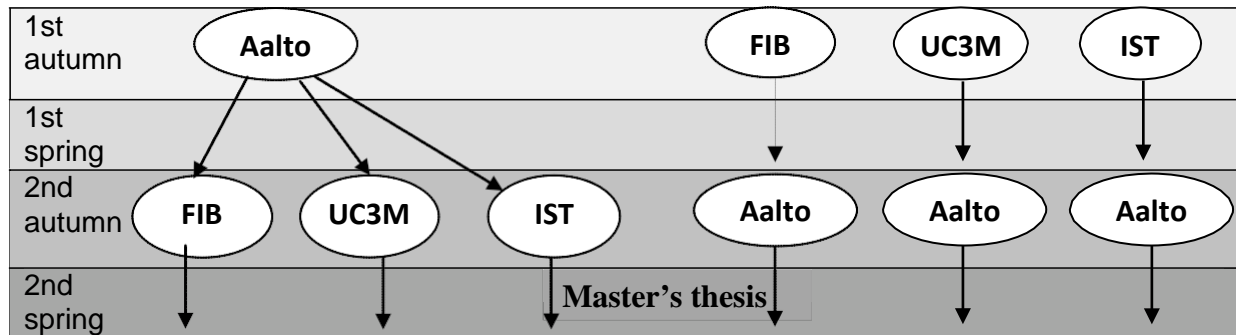 1st
autumn
Aalto
FIB
UC3M
IST
1st
spring
2nd
autumn
FIB
UC3M
IST
Aalto
Aalto
Aalto
2nd
spring
Master's thesis